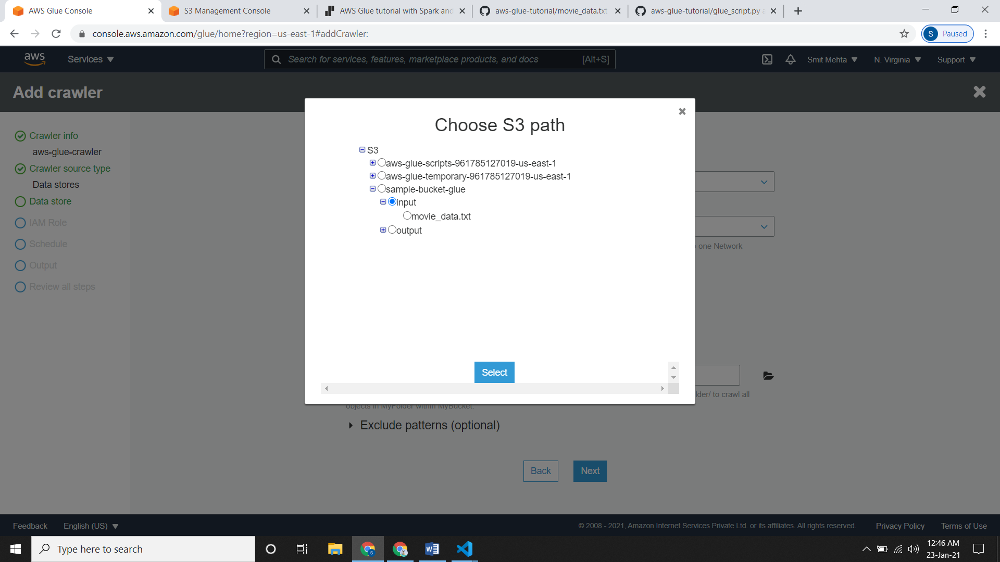 AWS Glue Console
S3 Management Console
AWS Glue tutorial with Spark and
aws-glue-tutorial/movie_data.txt
aws-glue-tutorial/glue_script.py a
console.aws.amazon.com/glue/home?region=us-east-1#addCrawler:
S Paused
aws
Services
Search for services, features, marketplace products, and docs [Alt+S]
Smit Mehta
N. Virginia
Support
Add crawler
Crawler info
aws-glue-crawler
Crawler source type
Data stores
Data store
IAM Role
Schedule
Output
Review all steps
Choose S3 path
S3
aws-glue-scripts-961785127019-us-east-1
aws-glue-temporary-961785127019-us-east-1
sample-bucket-glue
input
movie_data.txt
output
Select
one Network
lder/ to crawl all
objects in MyFolder within MyBucket.
Exclude patterns (optional)
Back
Next
Feedback
English (US)
© 2008 - 2021, Amazon Internet Services Private Ltd. or its affiliates. All rights reserved.
Privacy Policy
Terms of Use
Type here to search
12:46 AM
23-Jan-21